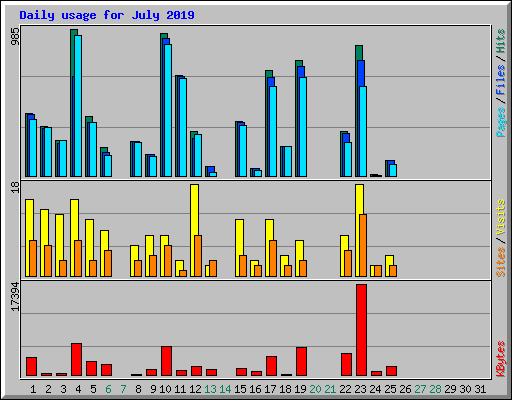 Daily usage for July 2019
985
Pages / Files / Hits
18
Sites / Visits
17394
KBytes
1 2 3 4 5 6 7 8 9 10 11 12 13 14 15 16 17 18 19 20 21 22 23 24 25 26 27 28 29 30 31